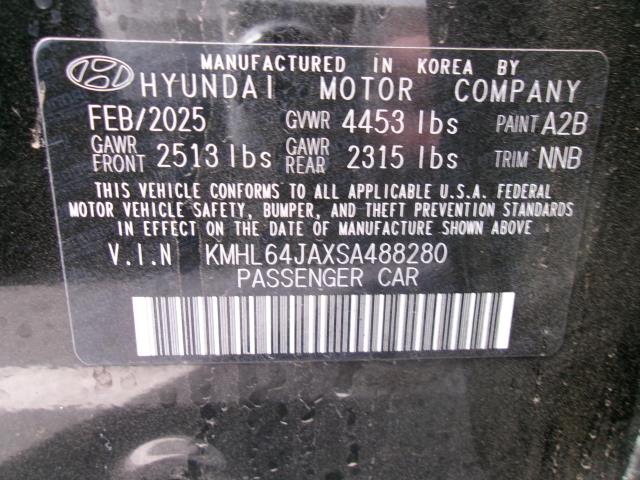 MANUFACTURED IN KOREA BY
HYUNDAI MOTOR COMPANY
FEB/2025 GVWR 4453 lbs PAINT A2B
GAWR FRONT 2513 lbs GAWR REAR 2315 lbs TRIM NNB
THIS VEHICLE CONFORMS TO ALL APPLICABLE U.S.A. FEDERAL
MOTOR VEHICLE SAFETY, BUMPER, AND THEFT PREVENTION STANDARDS
IN EFFECT ON THE DATE OF MANUFACTURE SHOWN ABOVE
V.I.N KMHL64JAXSA488280
PASSENGER CAR